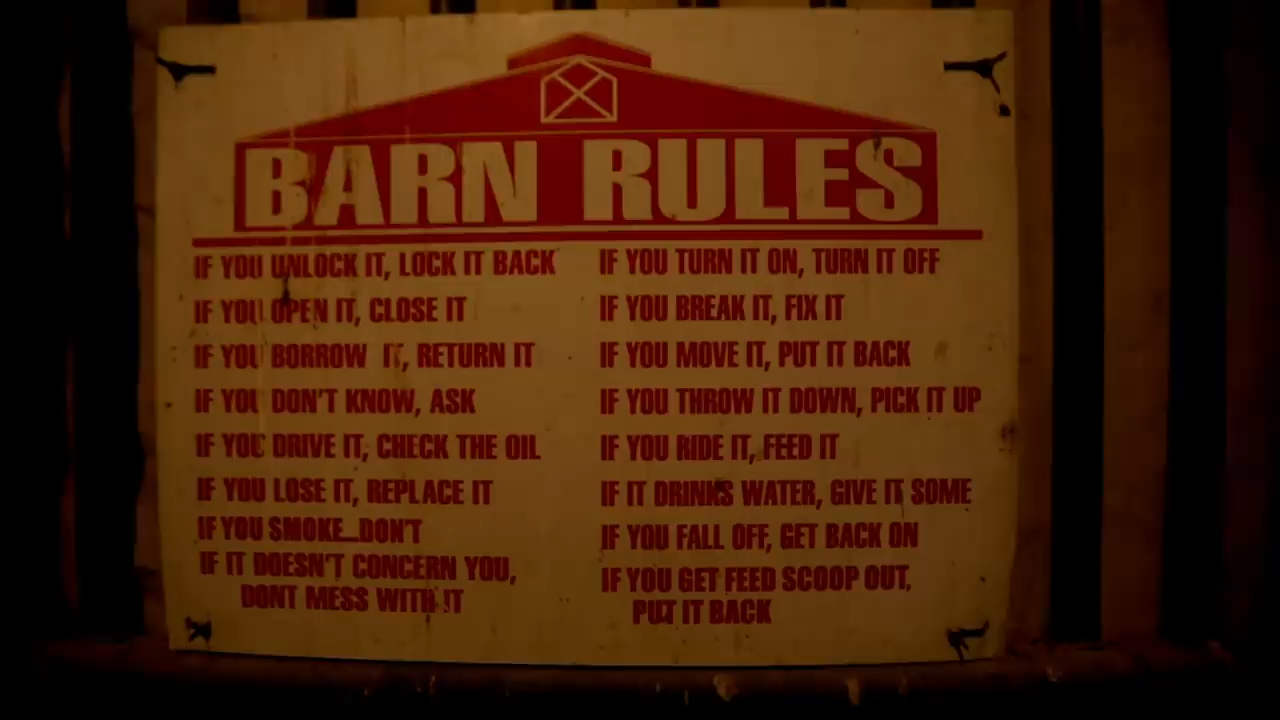 BARN RULES
IF YOU UNLOCK IT, LOCK IT BACK
IF YOU OPEN IT, CLOSE IT
IF YOU BORROW IT, RETURN IT
IF YOU DON'T KNOW, ASK
IF YOU DRIVE IT, CHECK THE OIL
IF YOU LOSE IT, REPLACE IT
IF YOU SMOKE...DON'T
IF IT DOESN'T CONCERN YOU,
DONT MESS WITH IT
IF YOU TURN IT ON, TURN IT OFF
IF YOU BREAK IT, FIX IT
IF YOU MOVE IT, PUT IT BACK
IF YOU THROW IT DOWN, PICK IT UP
IF YOU RIDE IT, FEED IT
IF IT DRINKS WATER, GIVE IT SOME
IF YOU FALL OFF, GET BACK ON
IF YOU GET FEED SCOOP OUT,
PUT IT BACK